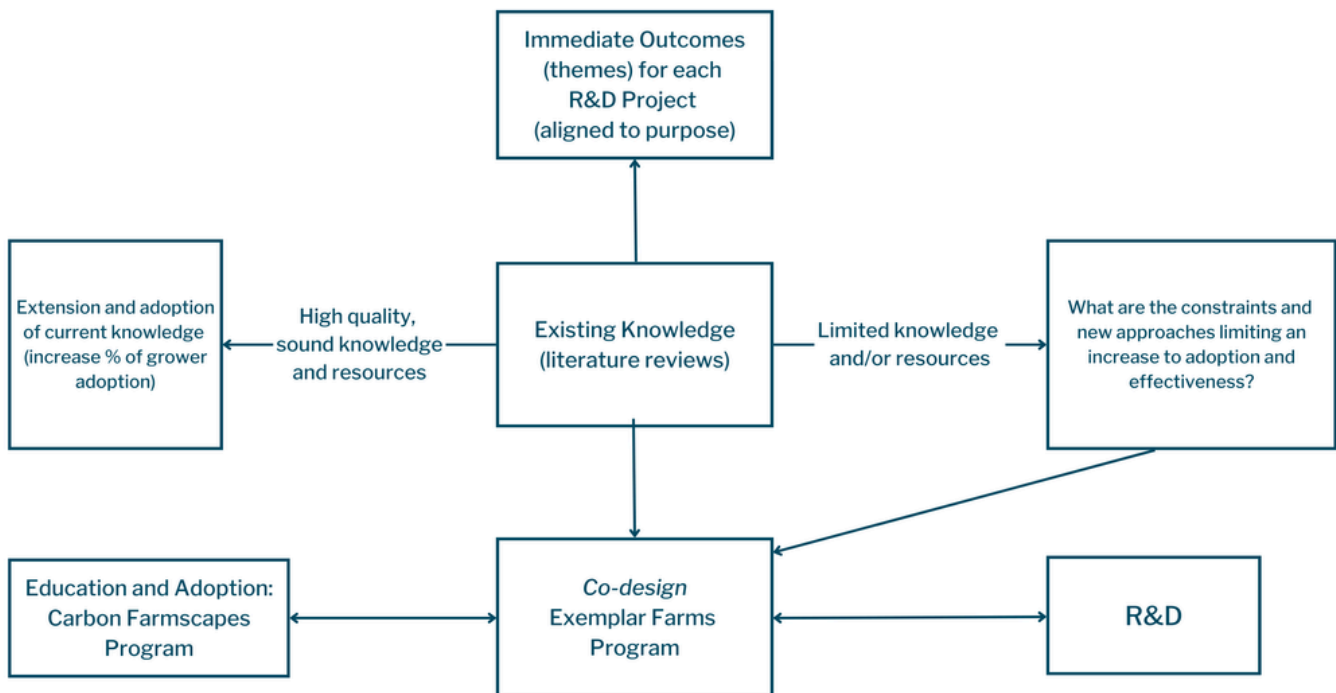 Immediate Outcomes
(themes) for each
R&D Project
(aligned to purpose)
Extension and adoption
of current knowledge
(increase % of grower
adoption)
High quality,
sound knowledge
and resources
Existing Knowledge
(literature reviews)
Limited knowledge
and/or resources
What are the constraints and
new approaches limiting an
increase to adoption and
effectiveness?
Education and Adoption:
Carbon Farmscapes
Program
Co-design
Exemplar Farms
Program
R&D